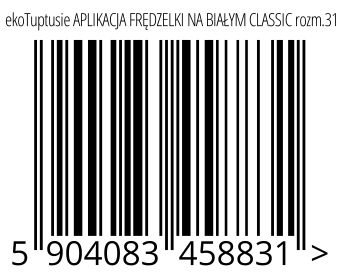 ekoTuptusie APLIKACJA FRĘDZELKI NA BIAŁYM CLASSIC rozm.31
5 904083 458831 >